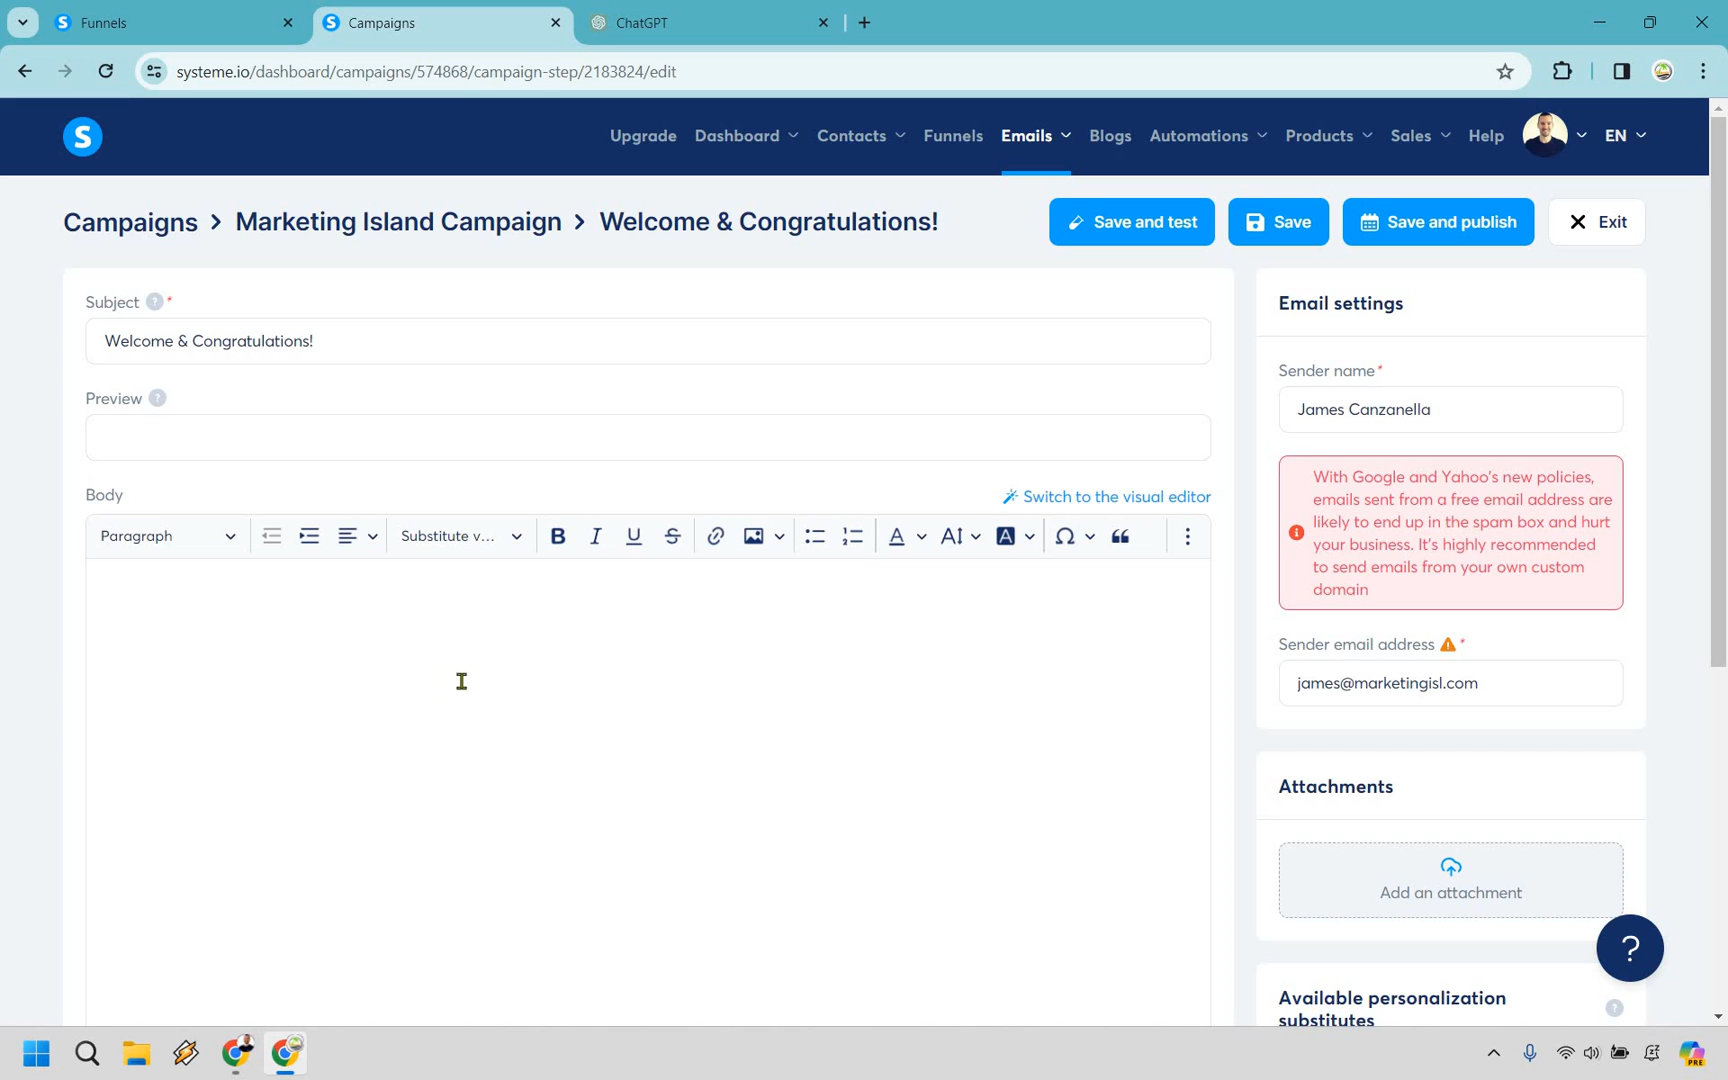 Funnels
Campaigns
ChatGPT
systeme.io/dashboard/campaigns/574868/campaign-step/2183824/edit
S
Upgrade
Dashboard
Contacts
Funnels
Emails
Blogs
Automations
Products
Sales
Help
EN
Campaigns > Marketing Island Campaign > Welcome & Congratulations!
Save and test
Save
Save and publish
Exit
Subject ? *
Welcome & Congratulations!
Preview ?
Body
Switch to the visual editor
Paragraph
Substitute v...
B I U S
A
A
A
Ω
Email settings
Sender name*
James Canzanella
With Google and Yahoo's new policies,
emails sent from a free email address are
likely to end up in the spam box and hurt
your business. It's highly recommended
to send emails from your own custom
domain
Sender email address *
james@marketingisl.com
Attachments
Add an attachment
?
Available personalization
substitutes
?
PRE